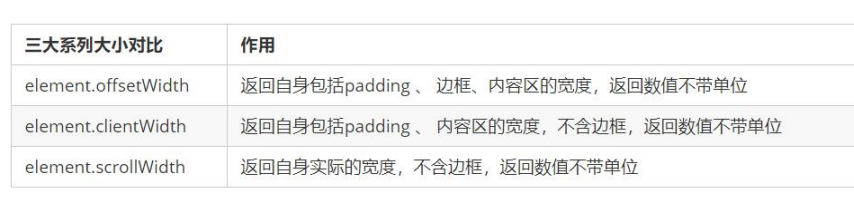 三大系列大小对比 作用
element.offsetWidth 返回自身包括padding 、 边框、内容区的宽度，返回数值不带单位
element.clientWidth 返回自身包括padding 、 内容区的宽度，不含边框，返回数值不带单位
element.scrollWidth 返回自身实际的宽度，不含边框，返回数值不带单位